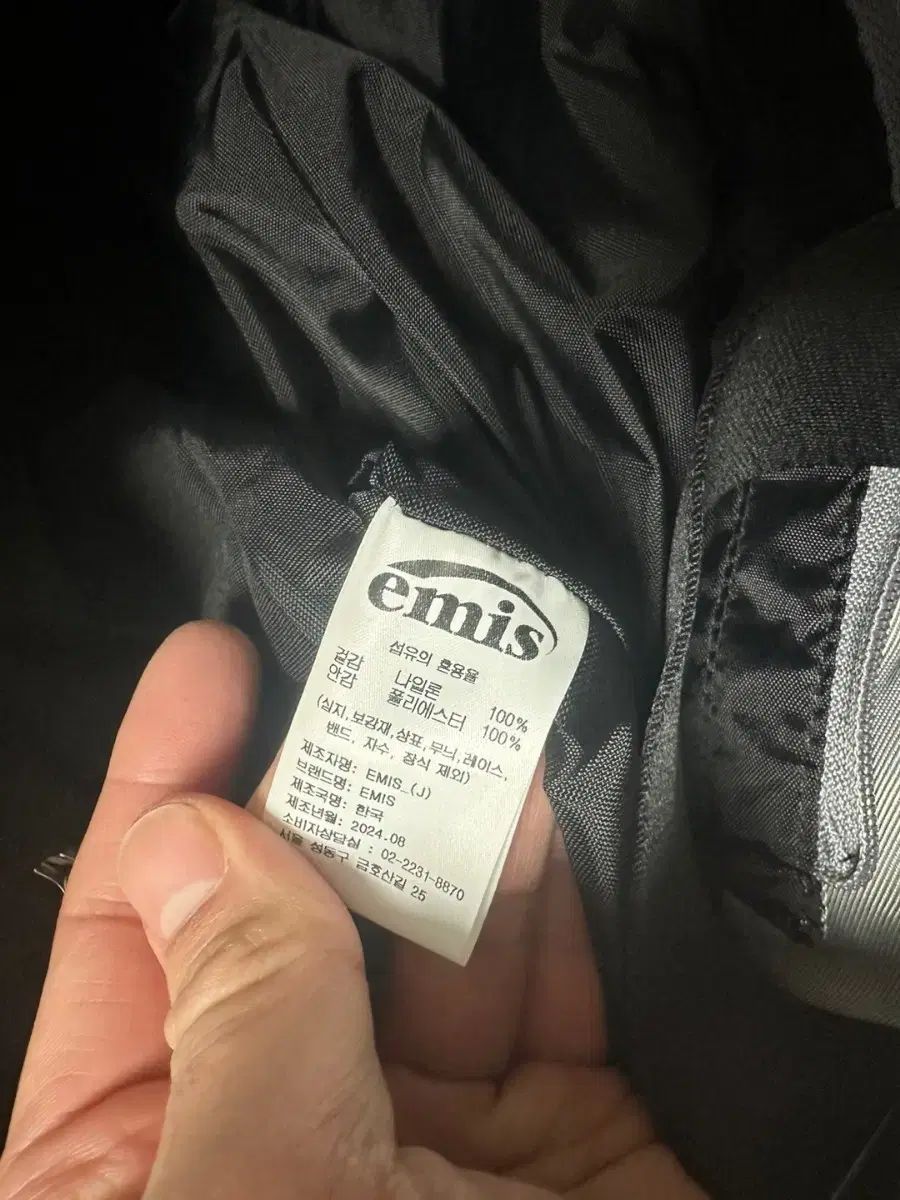 emis
섬유의 혼용율
겉감 나일론 100%
안감 폴리에스터 100%
(심지,보강재,상표,무늬,레이스,
밴드, 자수, 장식 제외)
제조자명: EMIS_(J)
브랜드명: EMIS
제조국명: 한국
제조년월: 2024.08
소비자상담실 : 02-2231-8870
서울 성동구 금호산길 25